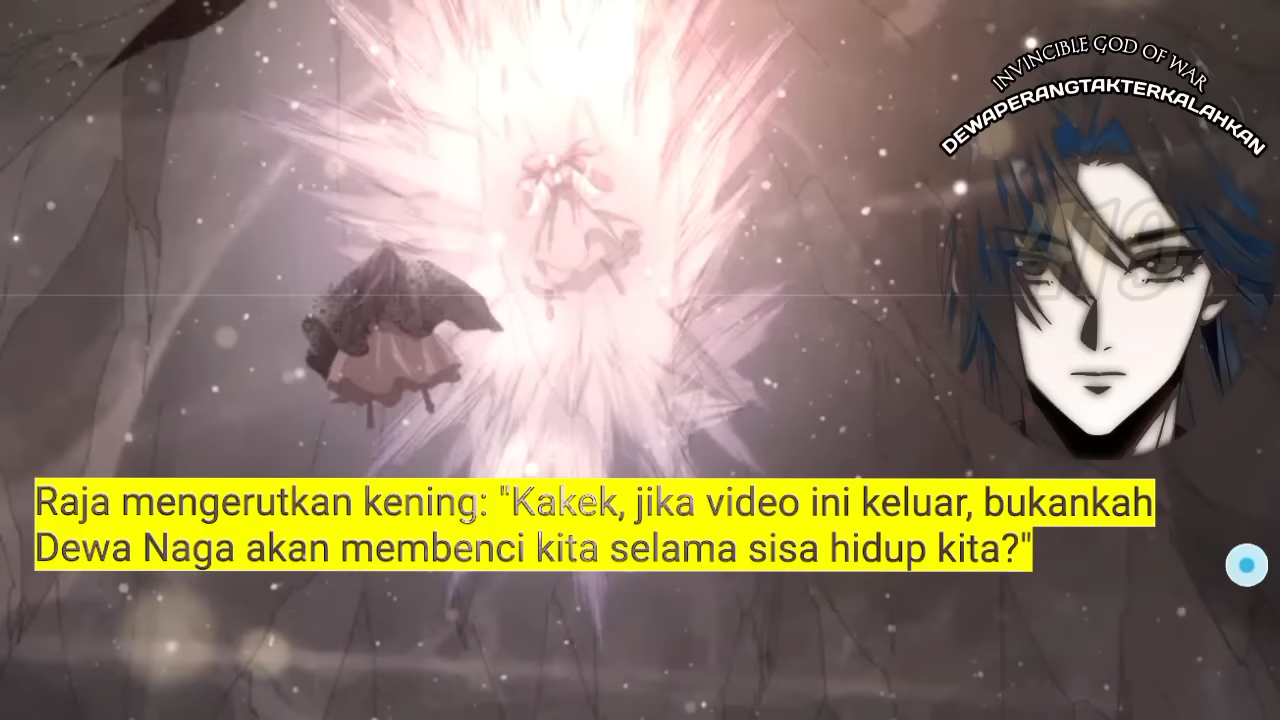 INVINCIBLE GOD OF WAR
DEWAPERANGTAKTERKALAHKAN
Raja mengerutkan kening: "Kakek, jika video ini keluar, bukankah
Dewa Naga akan membenci kita selama sisa hidup kita?"